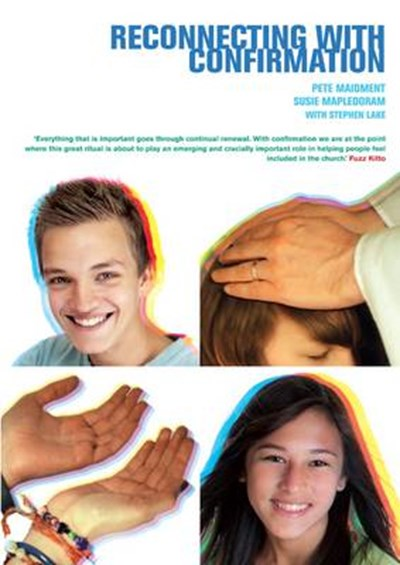 RECONNECTING WITH
CONFIRMATION
PETE MAIDMENT
SUSIE MAPLEDORAM
WITH STEPHEN LAKE
'Everything that is important goes through continual renewal. With confirmation we are at the point
where this great ritual is about to play an emerging and crucially important role in helping people feel
included in the church' Fuzz Kitto